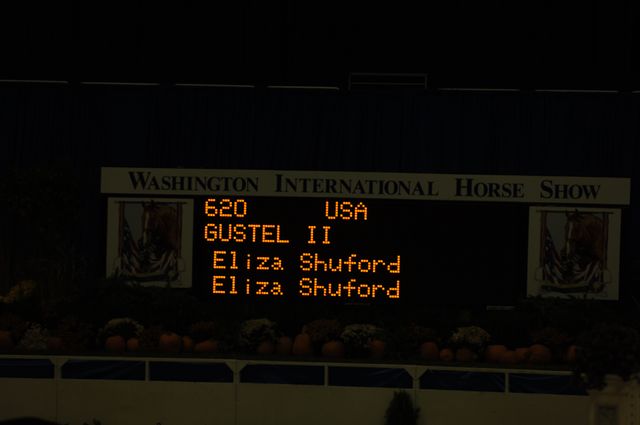 WASHINGTON INTERNATIONAL HORSE SHOW
620 USA
GUSTEL II
Eliza Shuford
Eliza Shuford